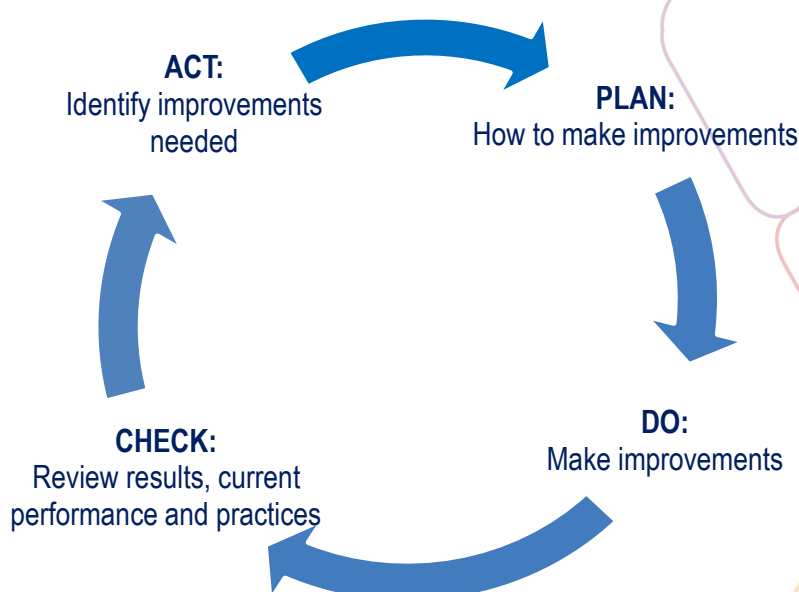 ACT:
Identify improvements
needed
PLAN:
How to make improvements
DO:
Make improvements
CHECK:
Review results, current
performance and practices